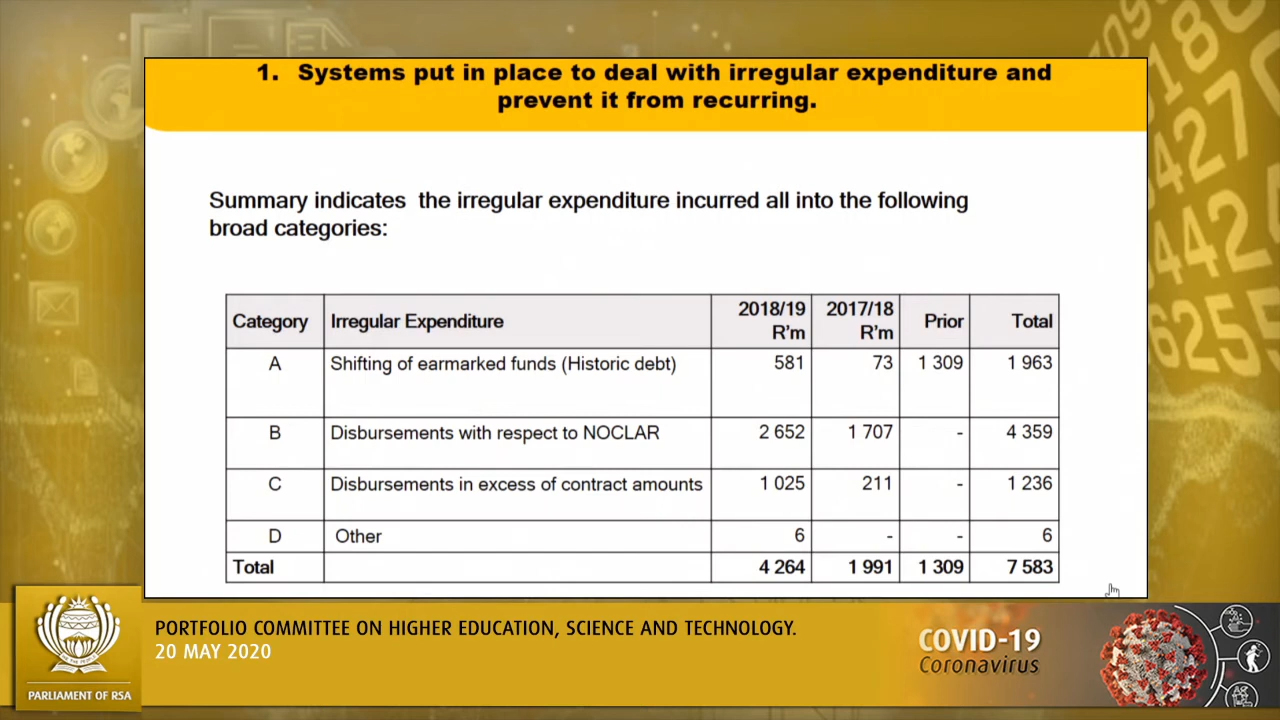 1. Systems put in place to deal with irregular expenditure and
prevent it from recurring.
Summary indicates the irregular expenditure incurred all into the following
broad categories:
Category Irregular Expenditure 2018/19 R'm 2017/18 R'm Prior Total
A Shifting of earmarked funds (Historic debt) 581 73 1 309 1 963
B Disbursements with respect to NOCLAR 2 652 1 707 - 4 359
C Disbursements in excess of contract amounts 1 025 211 - 1 236
D Other 6 - - 6
Total 4 264 1 991 1 309 7 583
PORTFOLIO COMMITTEE ON HIGHER EDUCATION, SCIENCE AND TECHNOLOGY.
20 MAY 2020
PARLIAMENT OF RSA
COVID-19
Coronavirus